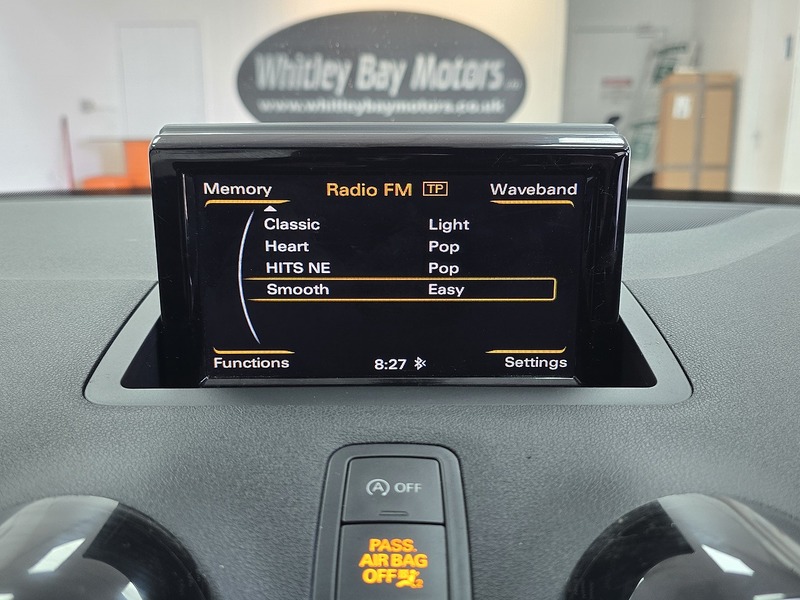 Whitley Bay Motors
www.whitleybaymotors.co.uk
Memory Radio FM TP Waveband
Classic Light
Heart Pop
HITS NE Pop
Smooth Easy
Functions 8:27 Settings
A OFF
PASS.
AIR BAG
OFF